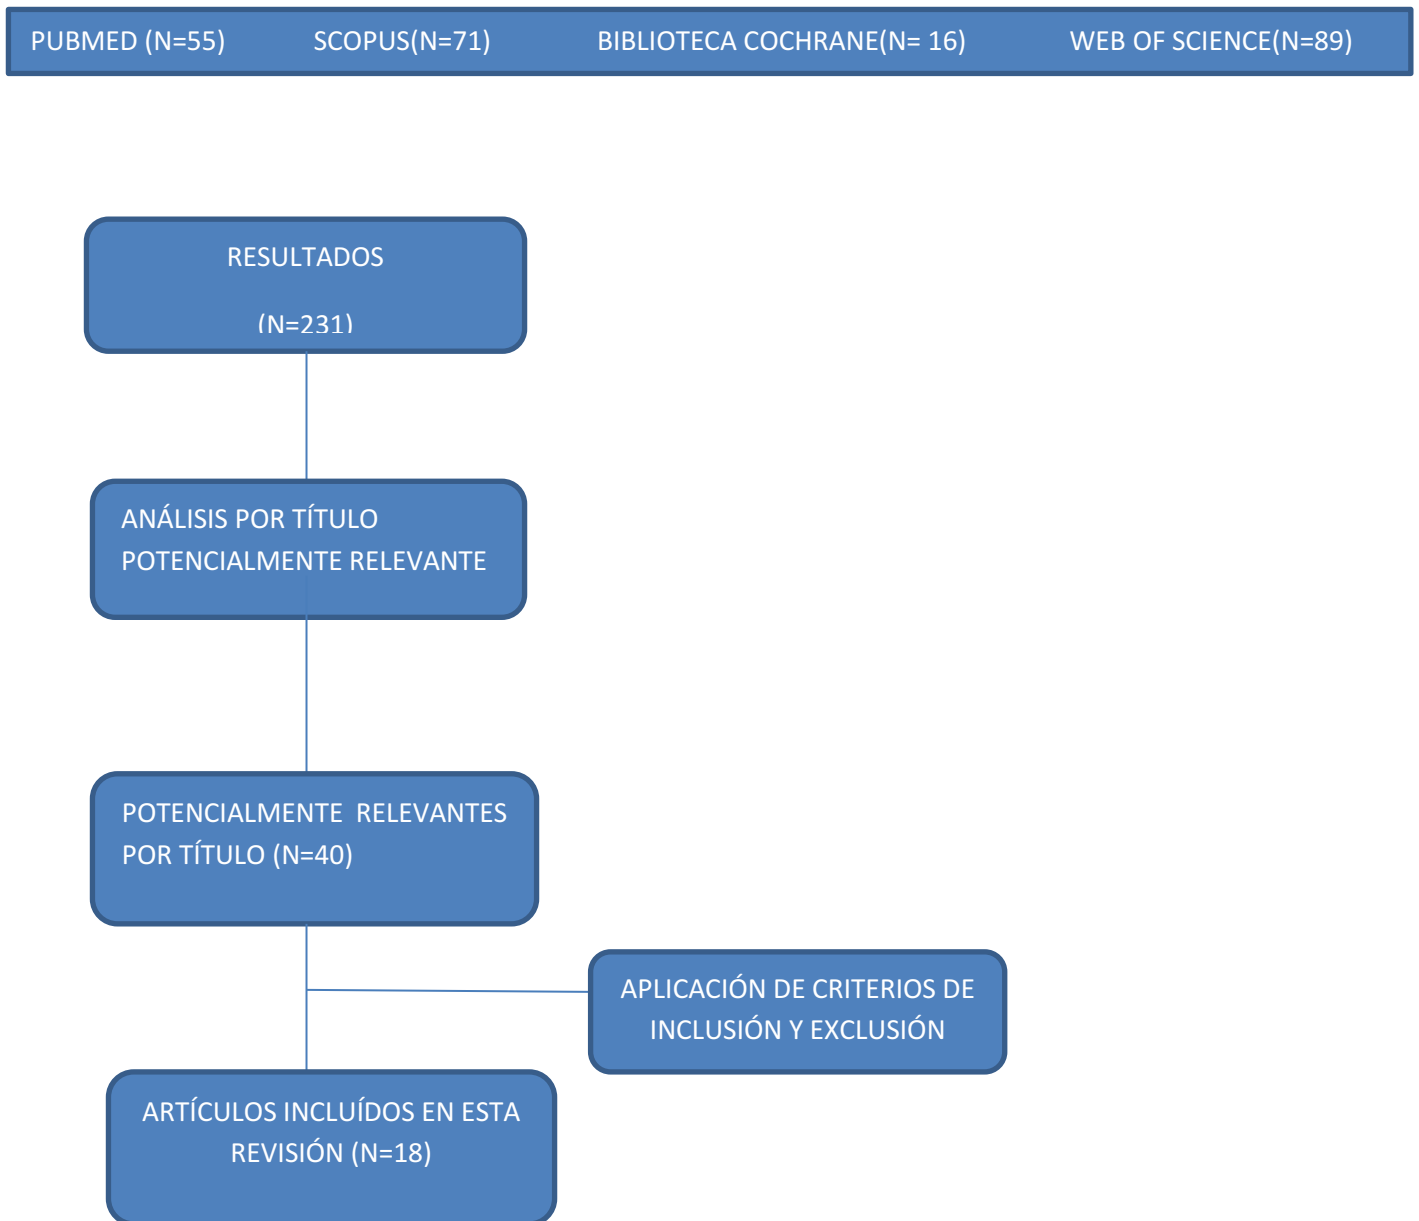 PUBMED (N=55) SCOPUS(N=71) BIBLIOTECA COCHRANE(N= 16) WEB OF SCIENCE(N=89)
RESULTADOS
(N=231)
ANÁLISIS POR TÍTULO
POTENCIALMENTE RELEVANTE
POTENCIALMENTE RELEVANTES
POR TÍTULO (N=40)
APLICACIÓN DE CRITERIOS DE
INCLUSIÓN Y EXCLUSIÓN
ARTÍCULOS INCLUÍDOS EN ESTA
REVISIÓN (N=18)